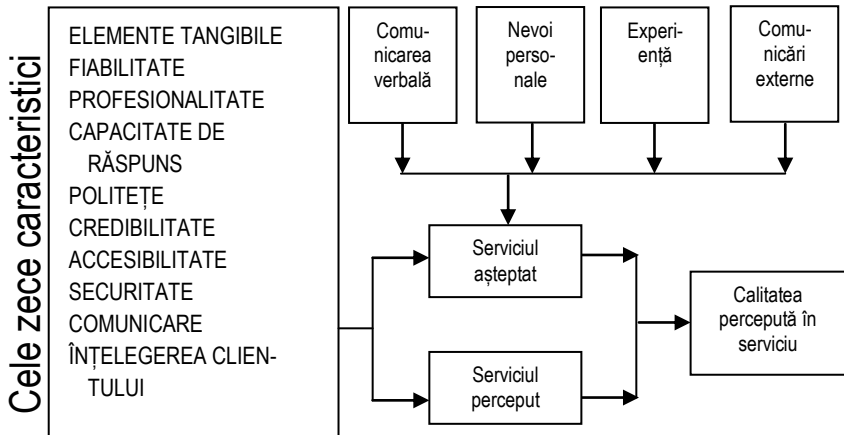 Cele zece caracteristici
ELEMENTE TANGIBILE
FIABILITATE
PROFESIONALITATE
CAPACITATE DE
RĂSPUNS
POLITEȚE
CREDIBILITATE
ACCESIBILITATE
SECURITATE
COMUNICARE
ÎNȚELEGEREA CLIEN-
TULUI
Comu-
nicarea
verbală
Nevoi
perso-
nale
Experi-
ență
Comu-
nicări
externe
Serviciul
așteptat
Serviciul
perceput
Calitatea
percepută în
serviciu